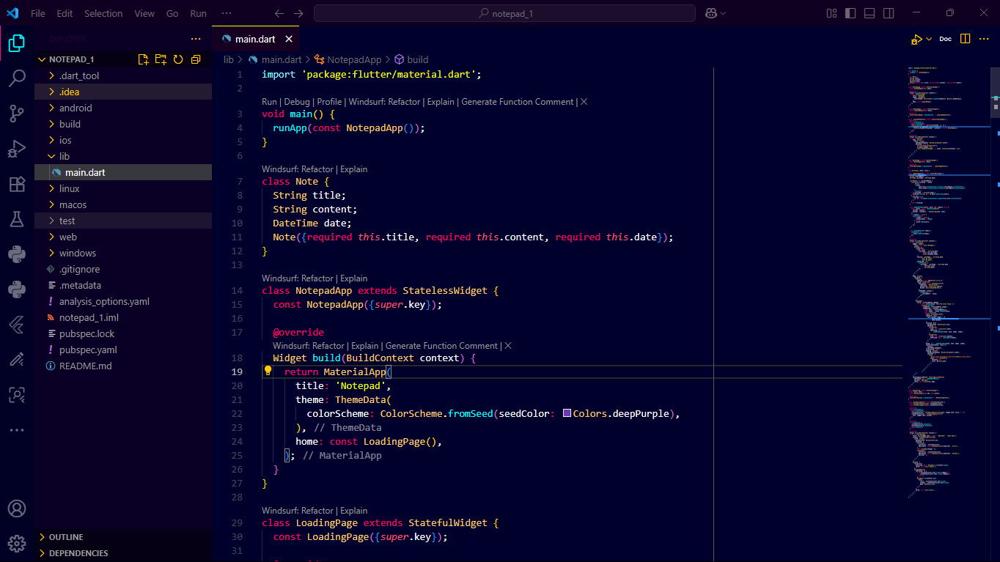 File Edit Selection View Go Run ··· notepad_1
EXPLORER ···
NOTEPAD_1
.dart_tool
.idea
android
build
ios
lib
main.dart
linux
macos
test
web
windows
.gitignore
.metadata
! analysis_options.yaml
notepad_1.iml
pubspec.lock
! pubspec.yaml
README.md
OUTLINE
DEPENDENCIES
main.dart
Doc
lib > main.dart > NotepadApp > build
1 import 'package:flutter/material.dart';
2
Run | Debug | Profile | Windsurf: Refactor | Explain | Generate Function Comment | X
3 void main() {
4 runApp(const NotepadApp());
5 }
6
Windsurf: Refactor | Explain
7 class Note {
8 String title;
9 String content;
10 DateTime date;
11 Note({required this.title, required this.content, required this.date});
12 }
13
Windsurf: Refactor | Explain
14 class NotepadApp extends StatelessWidget {
15 const NotepadApp({super.key});
16
17 @override
Windsurf: Refactor | Explain | Generate Function Comment | X
18 Widget build(BuildContext context) {
19 return MaterialApp(
20 title: 'Notepad',
21 theme: ThemeData(
22 colorScheme: ColorScheme.fromSeed(seedColor: Colors.deepPurple),
23 ), // ThemeData
24 home: const LoadingPage(),
25 ); // MaterialApp
26 }
27 }
28
Windsurf: Refactor | Explain
29 class LoadingPage extends StatefulWidget {
30 const LoadingPage({super.key});
31